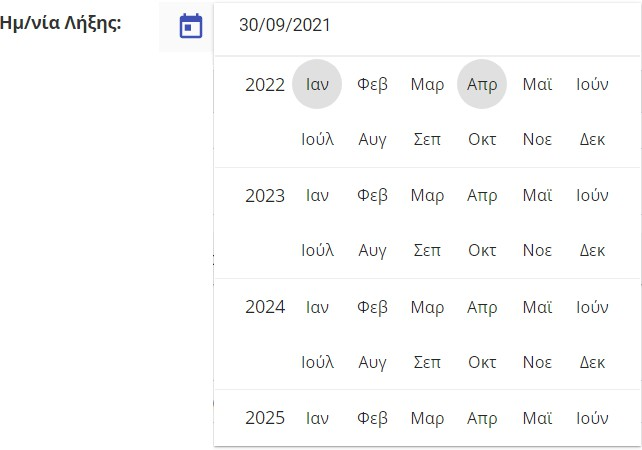 Ημ/νία Λήξης: 30/09/2021
2022 Ιαν Φεβ Μαρ Απρ Μαϊ Ιούν
Ιούλ Αυγ Σεπ Οκτ Νοε Δεκ
2023 Ιαν Φεβ Μαρ Απρ Μαϊ Ιούν
Ιούλ Αυγ Σεπ Οκτ Νοε Δεκ
2024 Ιαν Φεβ Μαρ Απρ Μαϊ Ιούν
Ιούλ Αυγ Σεπ Οκτ Νοε Δεκ
2025 Ιαν Φεβ Μαρ Απρ Μαϊ Ιούν